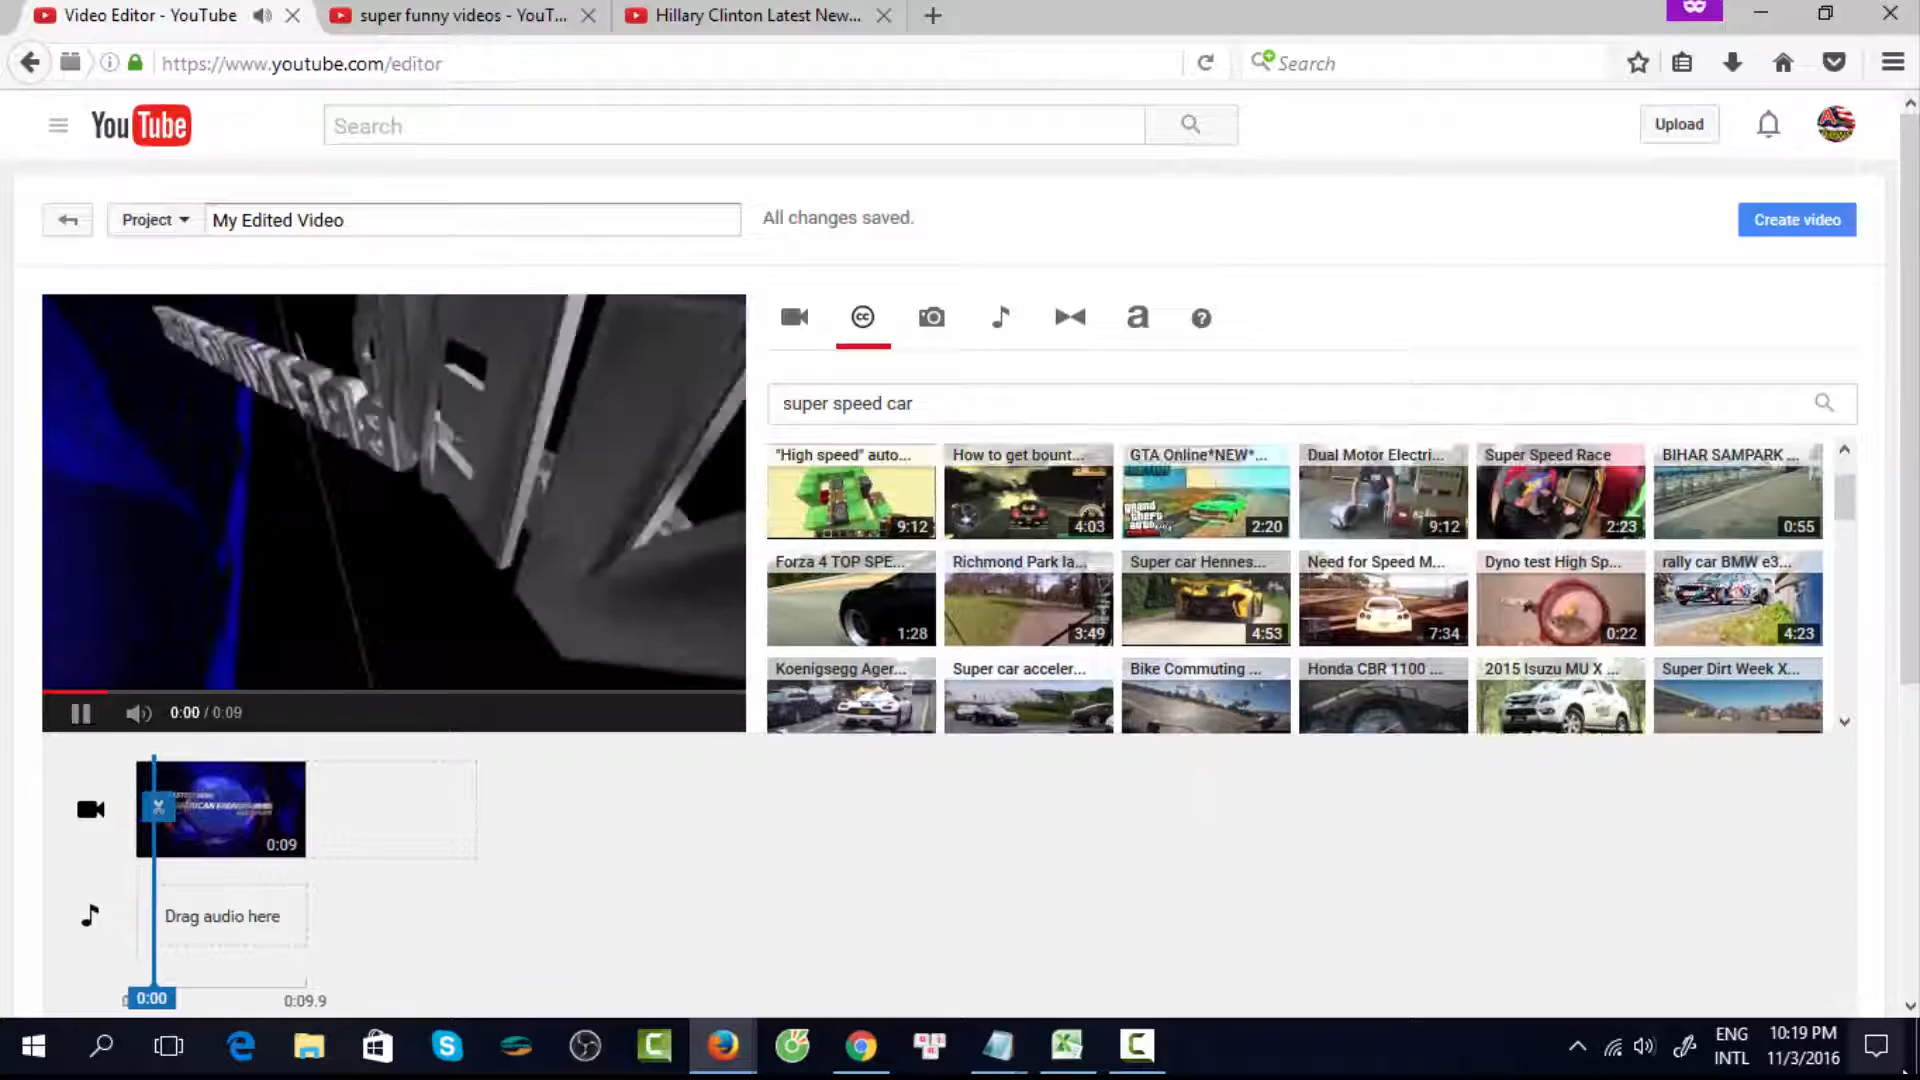 Video Editor - YouTube
super funny videos - YouT...
Hillary Clinton Latest New...
https://www.youtube.com/editor
Search
YouTube
Search
Upload
Project
My Edited Video
All changes saved.
Create video
super speed car
"High speed" auto...
How to get bount...
GTA Online*NEW*...
Dual Motor Electri...
Super Speed Race
BIHAR SAMPARK ...
9:12
4:03
2:20
9:12
2:23
0:55
Forza 4 TOP SPE...
Richmond Park la...
Super car Hennes...
Need for Speed M...
Dyno test High Sp...
rally car BMW e3...
1:28
3:49
4:53
7:34
0:22
4:23
Koenigsegg Ager...
Super car acceler...
Bike Commuting ...
Honda CBR 1100 ...
2015 Isuzu MU X ...
Super Dirt Week X...
0:00 / 0:09
0:09
Drag audio here
0:00
0:09.9
ENG
INTL
10:19 PM
11/3/2016